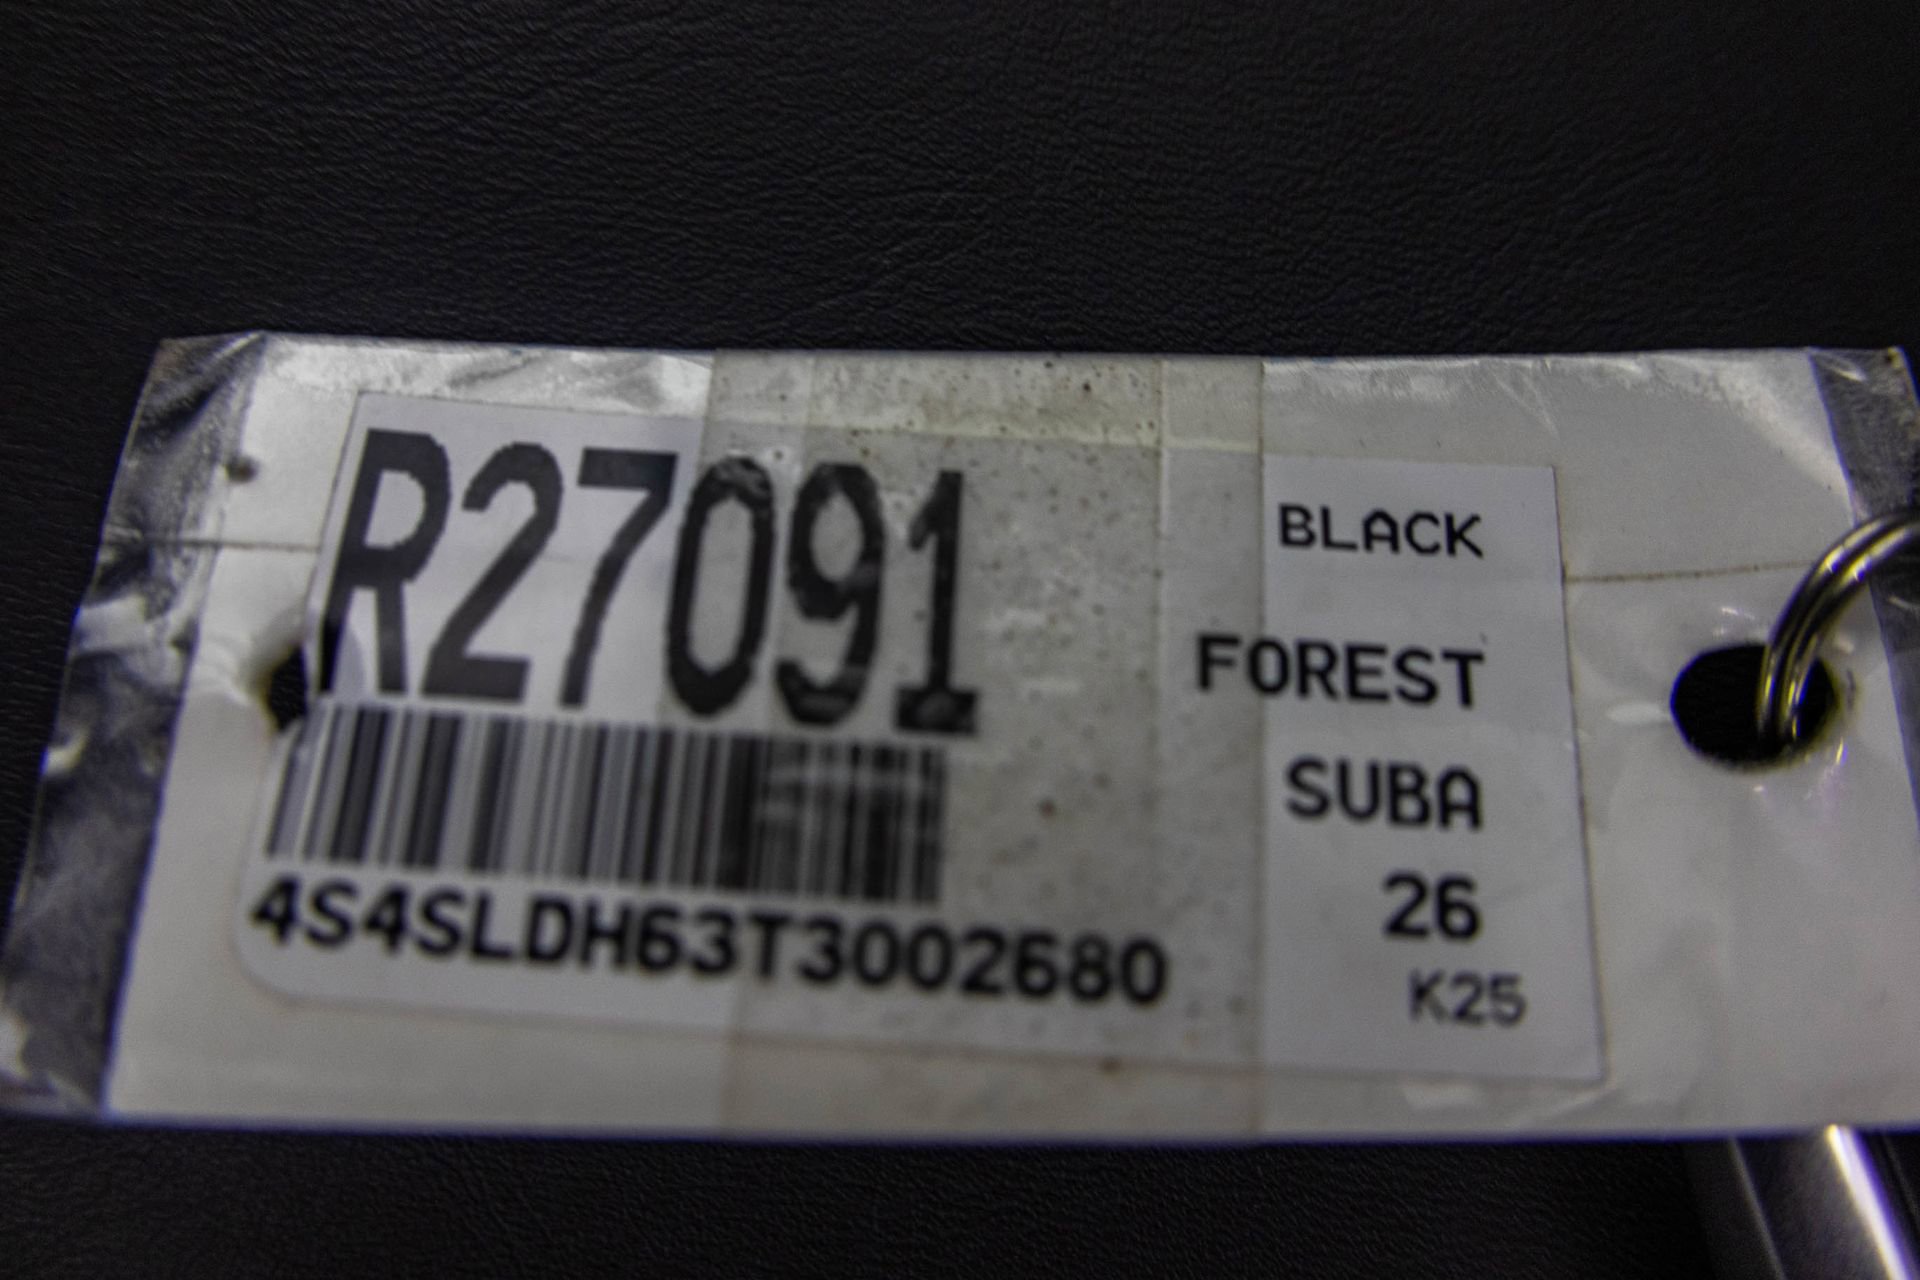 R27091
4S4SLDH63T3002680
BLACK
FOREST
SUBA
26
K25